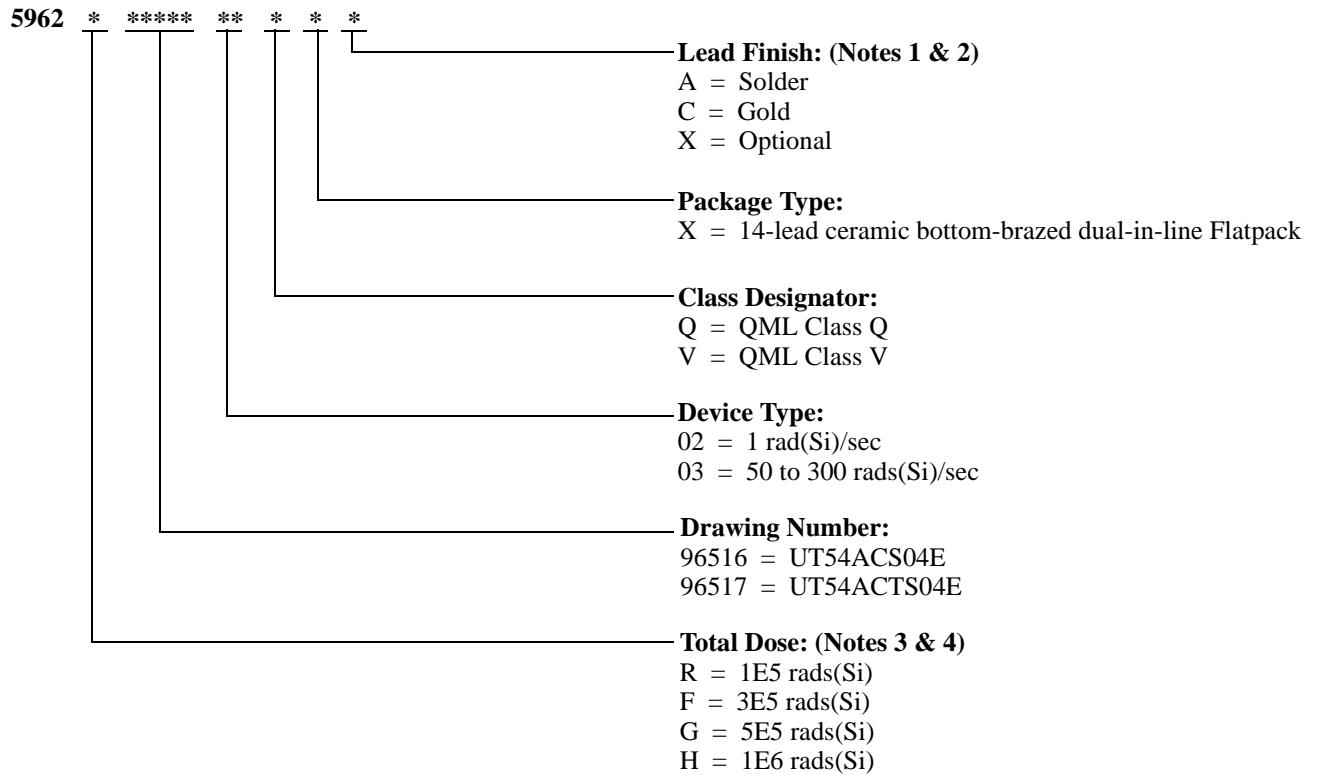 5962 * ***** ** * * *
Lead Finish: (Notes 1 & 2)
A = Solder
C = Gold
X = Optional
Package Type:
X = 14-lead ceramic bottom-brazed dual-in-line Flatpack
Class Designator:
Q = QML Class Q
V = QML Class V
Device Type:
02 = 1 rad(Si)/sec
03 = 50 to 300 rads(Si)/sec
Drawing Number:
96516 = UT54ACS04E
96517 = UT54ACTS04E
Total Dose: (Notes 3 & 4)
R = 1E5 rads(Si)
F = 3E5 rads(Si)
G = 5E5 rads(Si)
H = 1E6 rads(Si)